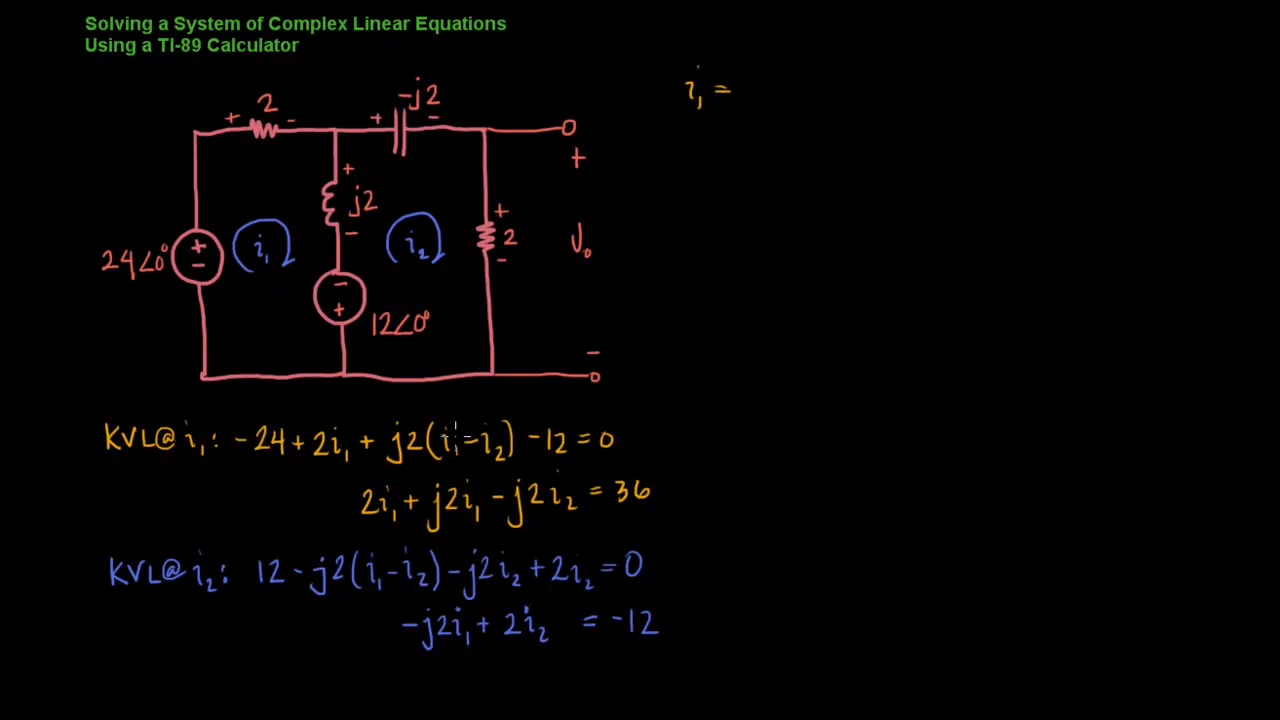 Solving a System of Complex Linear Equations
Using a TI-89 Calculator
i₁ =
+ 2 -
+ -j2 -
+
+ j2 -
+ 2 -
V₀
i₁
i₂
24∠0°
+
-
-
+
12∠0°
-
KVL@ i₁: -24 + 2i₁ + j2(i₁ - i₂) - 12 = 0
2i₁ + j2i₁ - j2i₂ = 36
KVL@ i₂: 12 - j2(i₁ - i₂) - j2i₂ + 2i₂ = 0
-j2i₁ + 2i₂ = -12